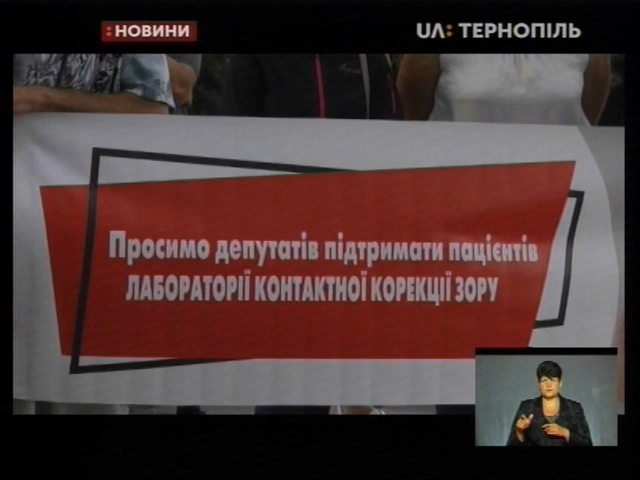 :НОВИНИ
UA: ТЕРНОПІЛЬ
Просимо депутатів підтримати пацієнтів
ЛАБОРАТОРІЇ КОНТАКТНОЇ КОРЕКЦІЇ ЗОРУ